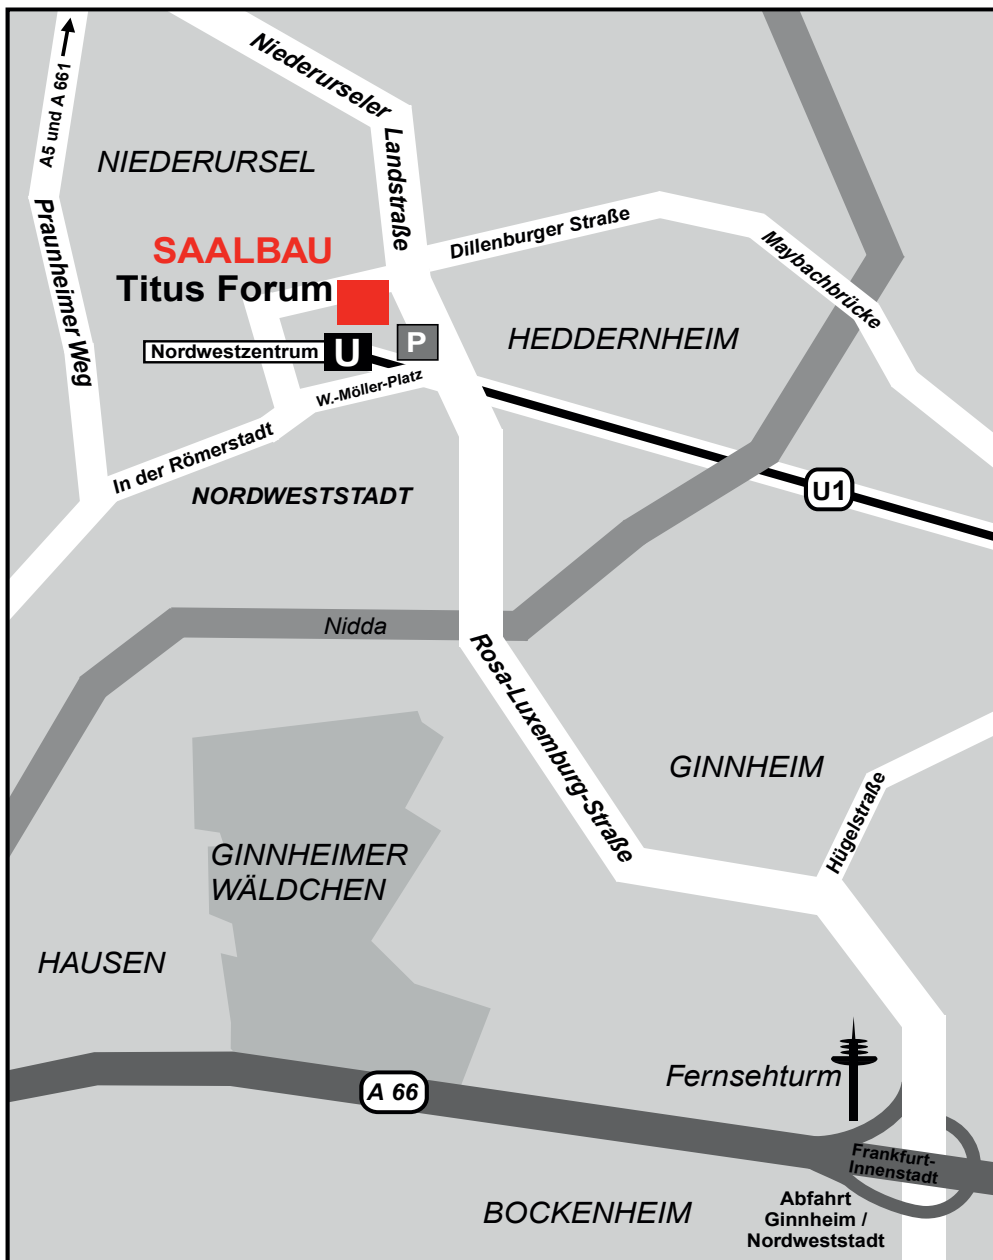 A5 und A 661
Niederurseler
Landstraße
NIEDERURSEL
Praunheimer Weg
SAALBAU
Titus Forum
Dillenburger Straße
Maybachbrücke
Nordwestzentrum
U
P
HEDDERNHEIM
W.-Möller-Platz
In der Römerstadt
NORDWESTSTADT
U1
Nidda
Rosa-Luxemburg-Straße
GINNHEIM
Hügelstraße
GINNHEIMER
WÄLDCHEN
HAUSEN
Fernsehturm
A 66
Frankfurt-
Innenstadt
BOCKENHEIM
Abfahrt
Ginnheim /
Nordweststadt